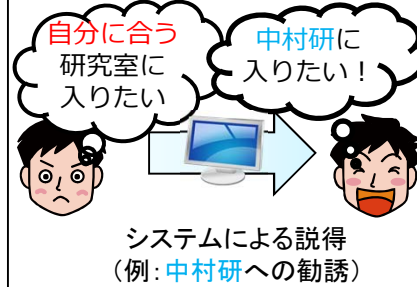 自分に合う
研究室に
入りたい
中村研に
入りたい！
システムによる説得
（例：中村研への勧誘）